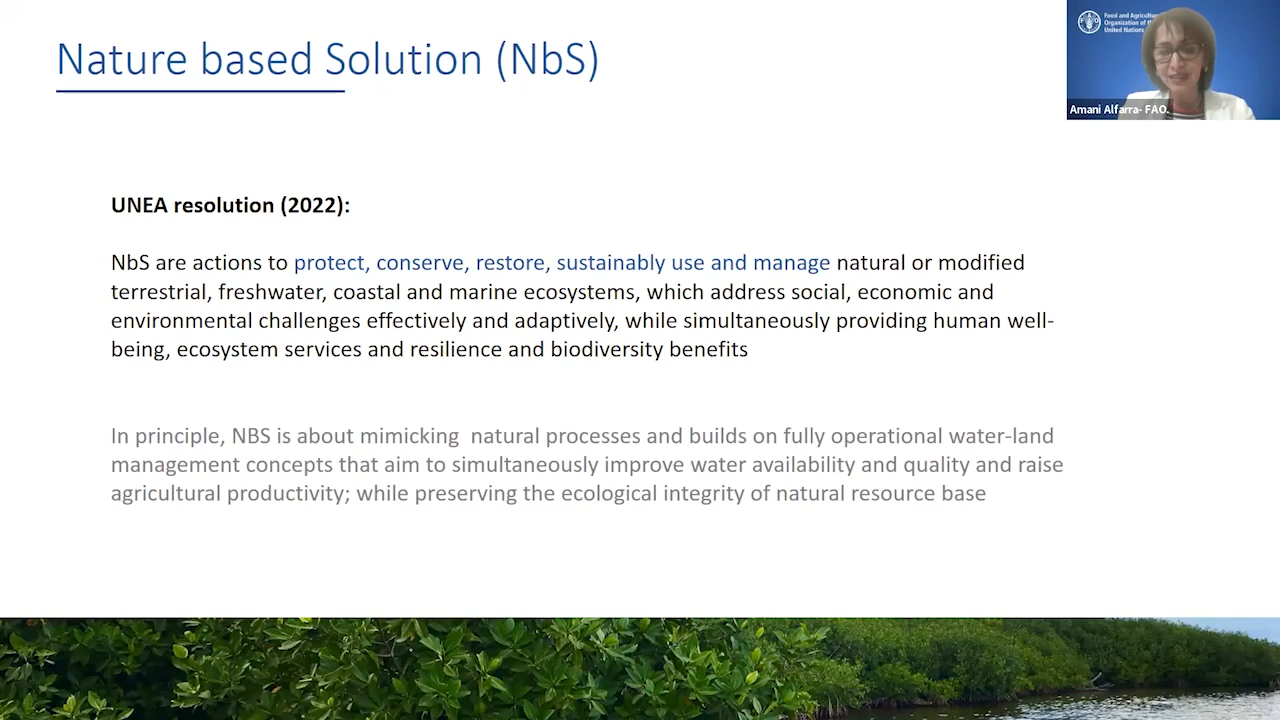 Nature based Solution (NbS)
Food and Agricultu
Organization of th
United Nations
Amani Alfarra- FAO.
UNEA resolution (2022):
NbS are actions to protect, conserve, restore, sustainably use and manage natural or modified
terrestrial, freshwater, coastal and marine ecosystems, which address social, economic and
environmental challenges effectively and adaptively, while simultaneously providing human well-
being, ecosystem services and resilience and biodiversity benefits
In principle, NBS is about mimicking  natural processes and builds on fully operational water-land
management concepts that aim to simultaneously improve water availability and quality and raise
agricultural productivity; while preserving the ecological integrity of natural resource base